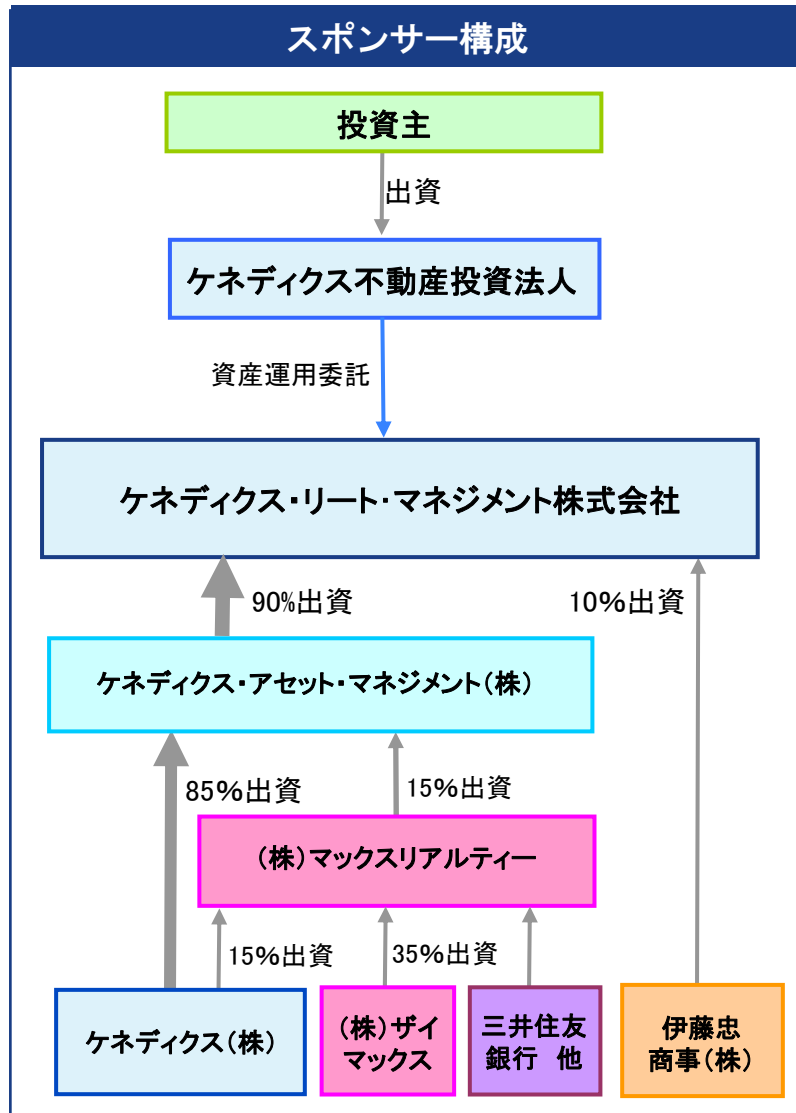 スポンサー構成
投資主
出資
ケネディクス不動産投資法人
資産運用委託
ケネディクス・リート・マネジメント株式会社
90%出資
10%出資
ケネディクス・アセット・マネジメント(株)
85%出資
15%出資
(株)マックスリアルティー
15%出資
35%出資
ケネディクス(株)
(株)ザイ
マックス
三井住友
銀行 他
伊藤忠
商事(株)